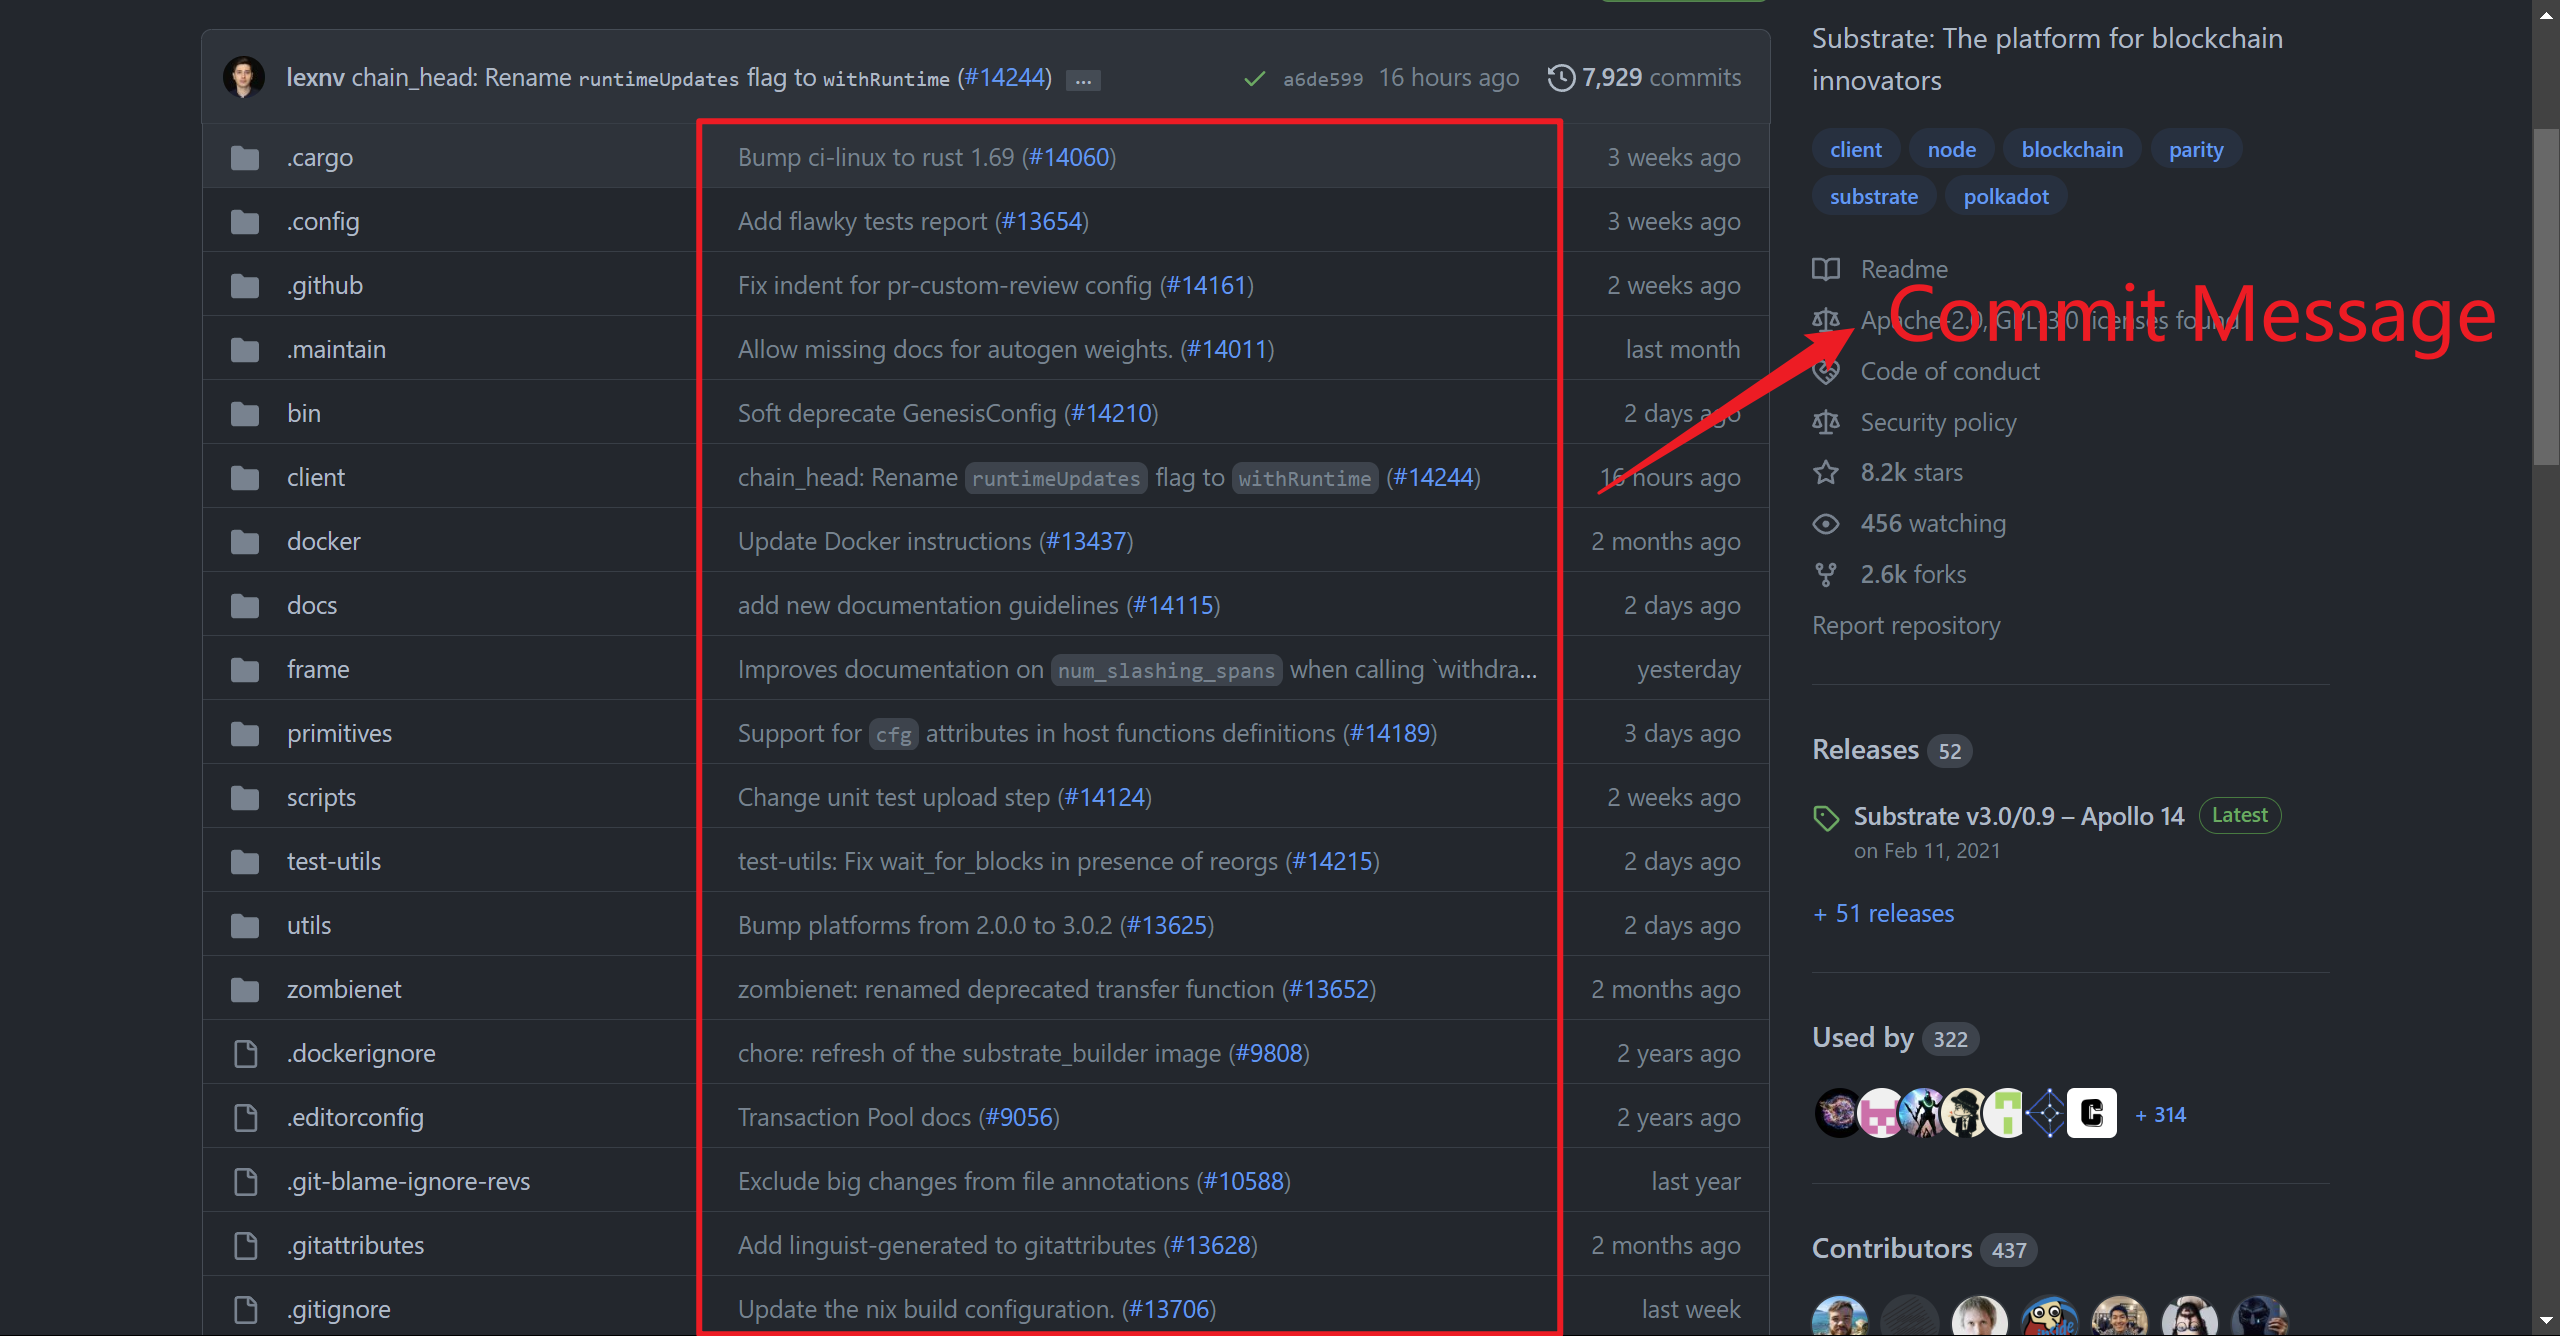 lexnv chain_head: Rename runtimeUpdates flag to withRuntime (#14244) ...
a6de599 16 hours ago 7,929 commits
.cargo Bump ci-linux to rust 1.69 (#14060) 3 weeks ago
.config Add flawky tests report (#13654) 3 weeks ago
.github Fix indent for pr-custom-review config (#14161) 2 weeks ago
.maintain Allow missing docs for autogen weights. (#14011) last month
bin Soft deprecate GenesisConfig (#14210) 2 days ago
client chain_head: Rename runtimeUpdates flag to withRuntime (#14244) 16 hours ago
docker Update Docker instructions (#13437) 2 months ago
docs add new documentation guidelines (#14115) 2 days ago
frame Improves documentation on num_slashing_spans when calling `withdra... yesterday
primitives Support for cfg attributes in host functions definitions (#14189) 3 days ago
scripts Change unit test upload step (#14124) 2 weeks ago
test-utils test-utils: Fix wait_for_blocks in presence of reorgs (#14215) 2 days ago
utils Bump platforms from 2.0.0 to 3.0.2 (#13625) 2 days ago
zombienet zombienet: renamed deprecated transfer function (#13652) 2 months ago
.dockerignore chore: refresh of the substrate_builder image (#9808) 2 years ago
.editorconfig Transaction Pool docs (#9056) 2 years ago
.git-blame-ignore-revs Exclude big changes from file annotations (#10588) last year
.gitattributes Add linguist-generated to gitattributes (#13628) 2 months ago
.gitignore Update the nix build configuration. (#13706) last week
Substrate: The platform for blockchain
innovators
client node blockchain parity
substrate polkadot
Readme
Commit Message
Apache-2.0, GPL-3.0 licenses found
Code of conduct
Security policy
8.2k stars
456 watching
2.6k forks
Report repository
Releases 52
Substrate v3.0/0.9 – Apollo 14 Latest
on Feb 11, 2021
+ 51 releases
Used by 322
+ 314
Contributors 437